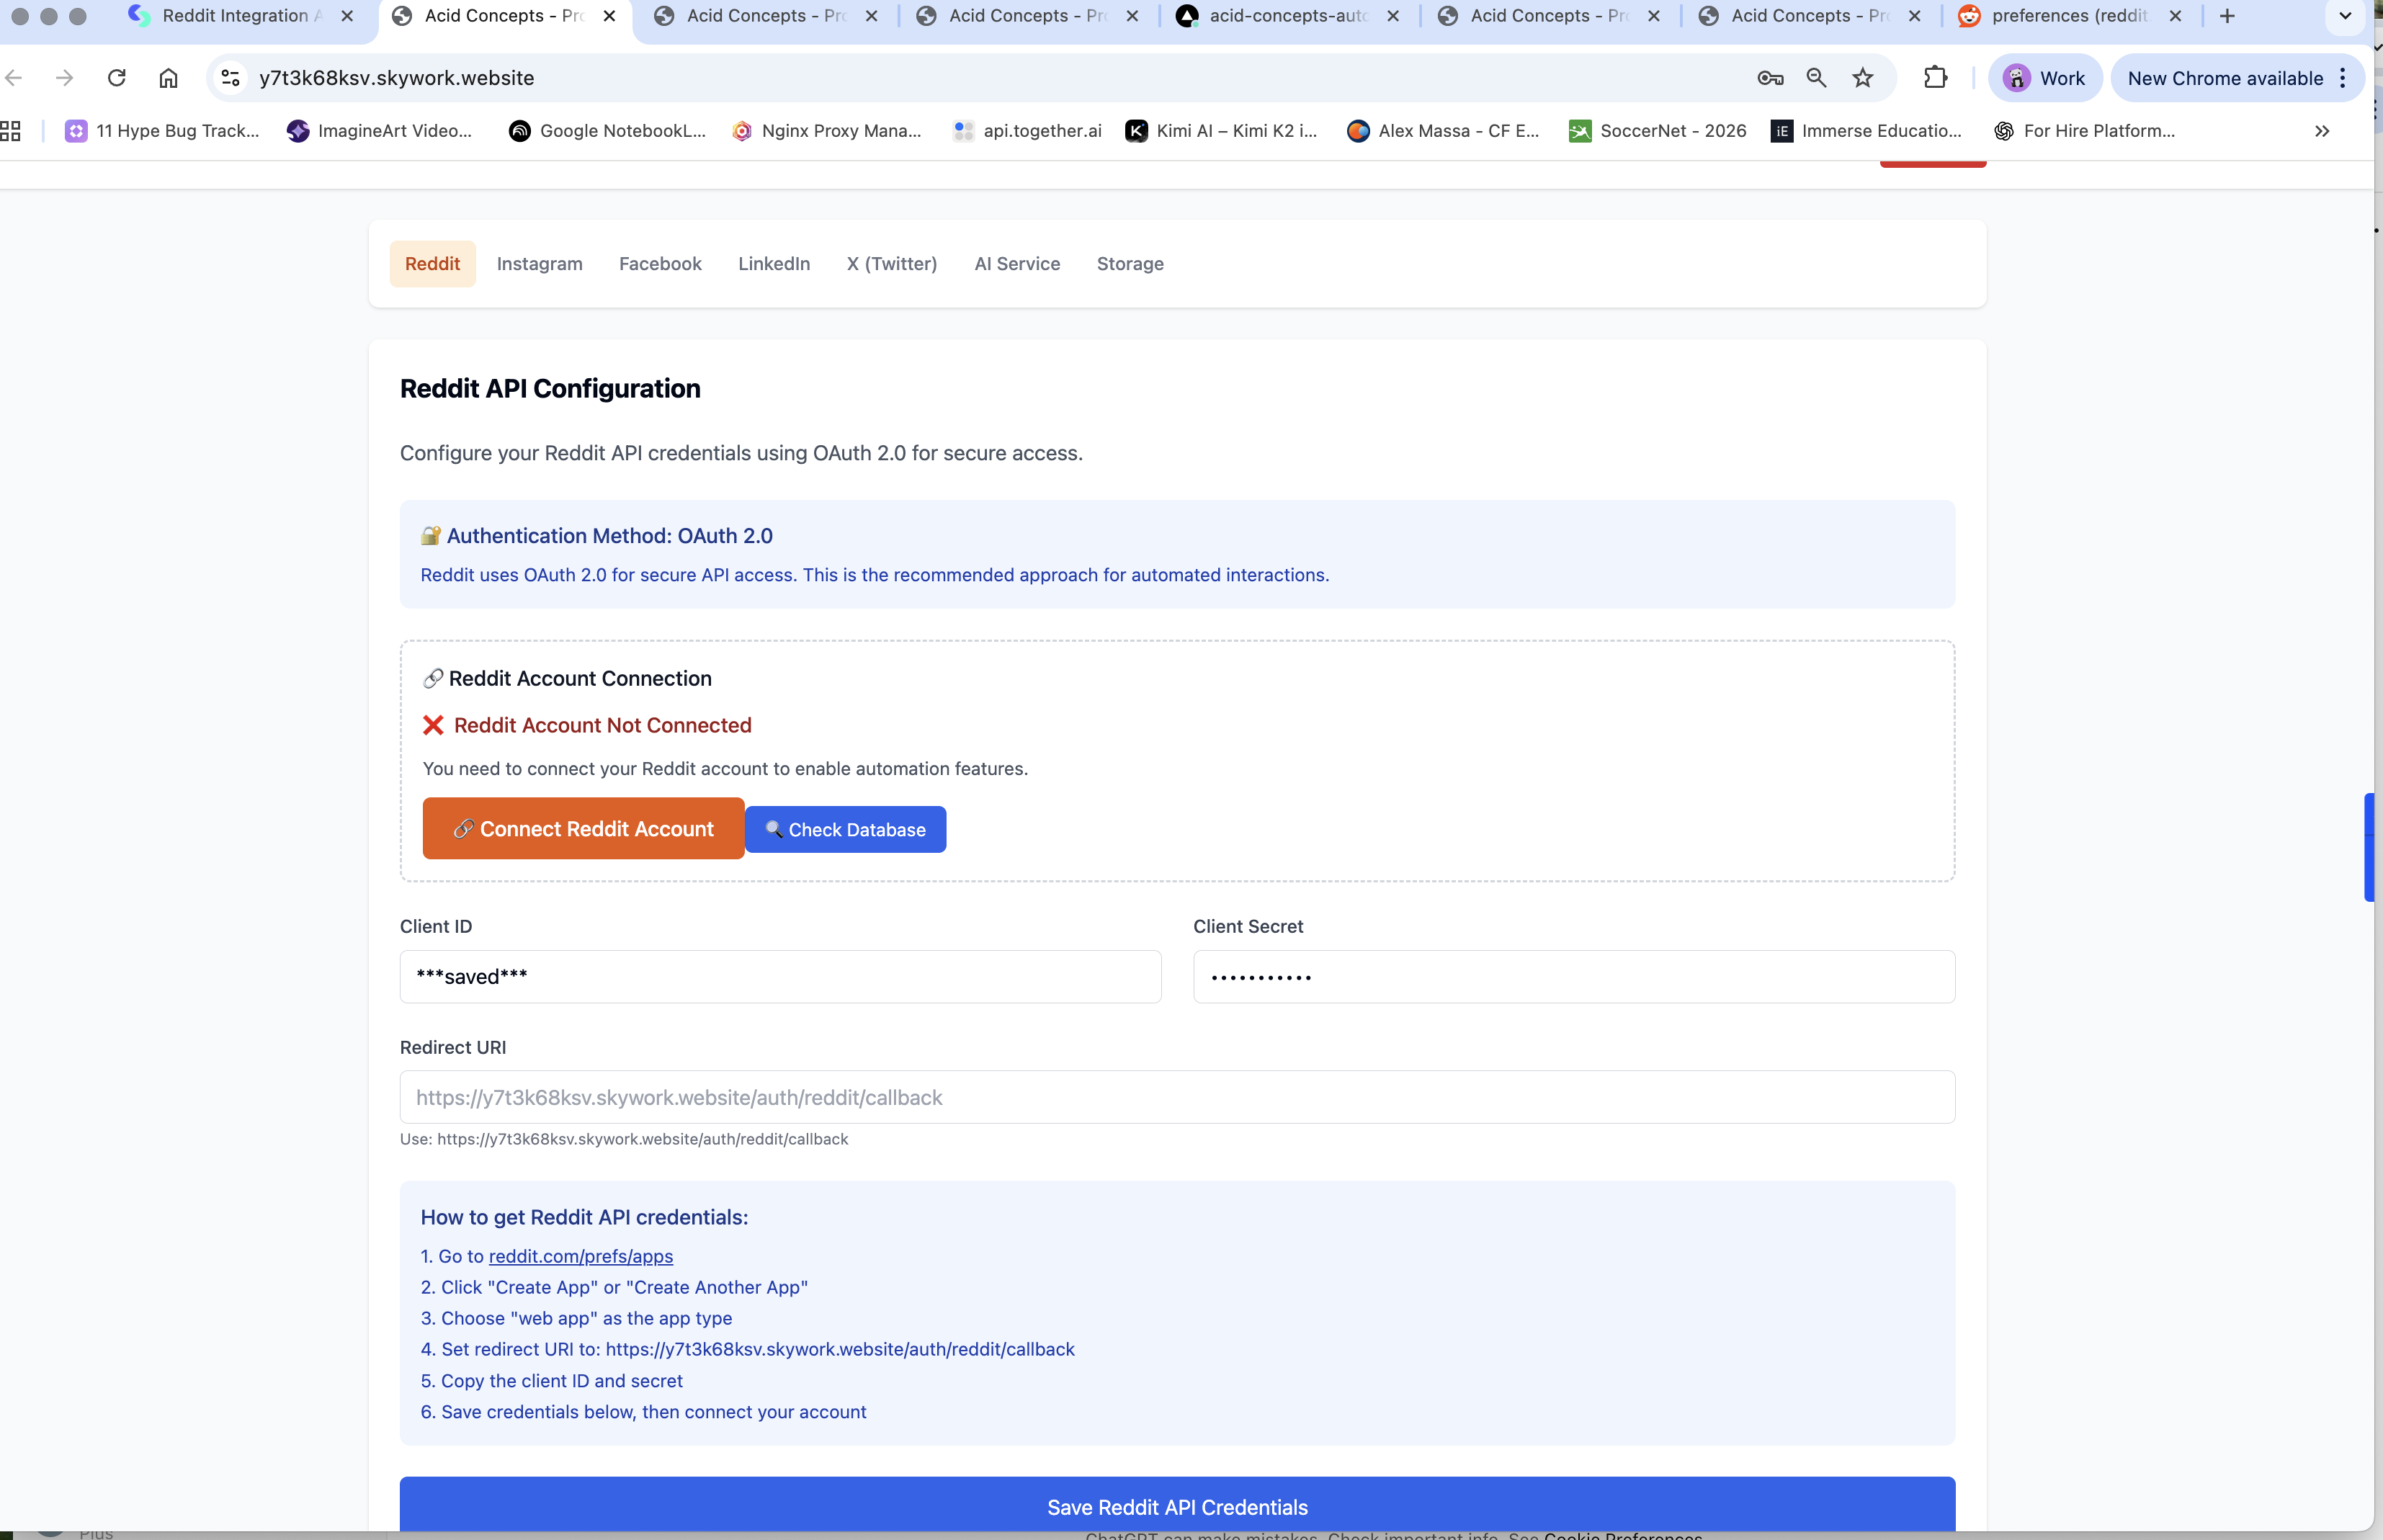 Reddit Integration A
Acid Concepts - Pro
Acid Concepts - Pro
Acid Concepts - Pro
acid-concepts-auto
Acid Concepts - Pro
Acid Concepts - Pro
preferences (reddit
y7t3k68ksv.skywork.website
Work
New Chrome available
11 Hype Bug Track...
ImagineArt Video...
Google NotebookL...
Nginx Proxy Mana...
api.together.ai
Kimi AI – Kimi K2 i...
Alex Massa - CF E...
SoccerNet - 2026
iE Immerse Educatio...
For Hire Platform...
Reddit
Instagram
Facebook
LinkedIn
X (Twitter)
AI Service
Storage
Reddit API Configuration
Configure your Reddit API credentials using OAuth 2.0 for secure access.
🔐 Authentication Method: OAuth 2.0
Reddit uses OAuth 2.0 for secure API access. This is the recommended approach for automated interactions.
🔗 Reddit Account Connection
❌ Reddit Account Not Connected
You need to connect your Reddit account to enable automation features.
🔗 Connect Reddit Account
🔍 Check Database
Client ID
Client Secret
***saved***
•••••••••••
Redirect URI
https://y7t3k68ksv.skywork.website/auth/reddit/callback
Use: https://y7t3k68ksv.skywork.website/auth/reddit/callback
How to get Reddit API credentials:
1. Go to reddit.com/prefs/apps
2. Click "Create App" or "Create Another App"
3. Choose "web app" as the app type
4. Set redirect URI to: https://y7t3k68ksv.skywork.website/auth/reddit/callback
5. Copy the client ID and secret
6. Save credentials below, then connect your account
Save Reddit API Credentials
Plus
ChatGPT can make mistakes. Check important info. See Cookie Preferences.